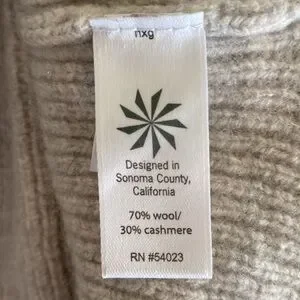 nxg
Designed in
Sonoma County,
California
70% wool/
30% cashmere
RN #54023